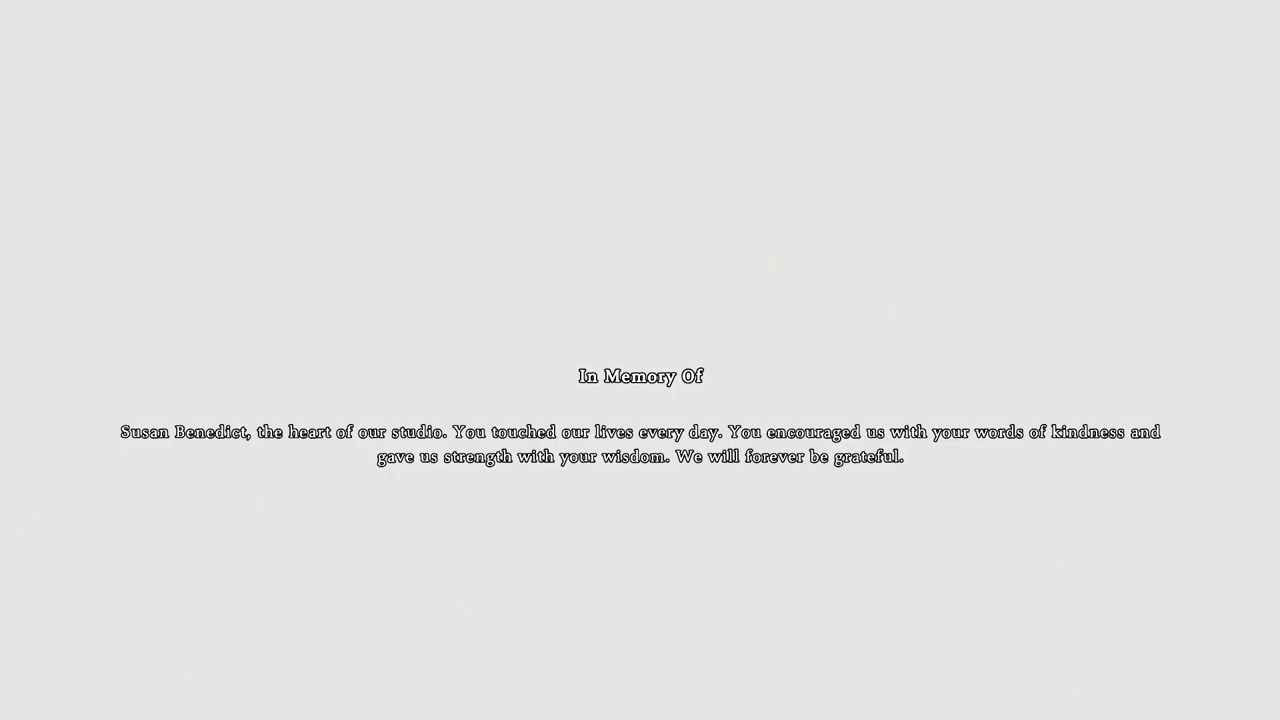 In Memory Of
Susan Benedict, the heart of our studio. You touched our lives every day. You encouraged us with your words of kindness and
gave us strength with your wisdom. We will forever be grateful.